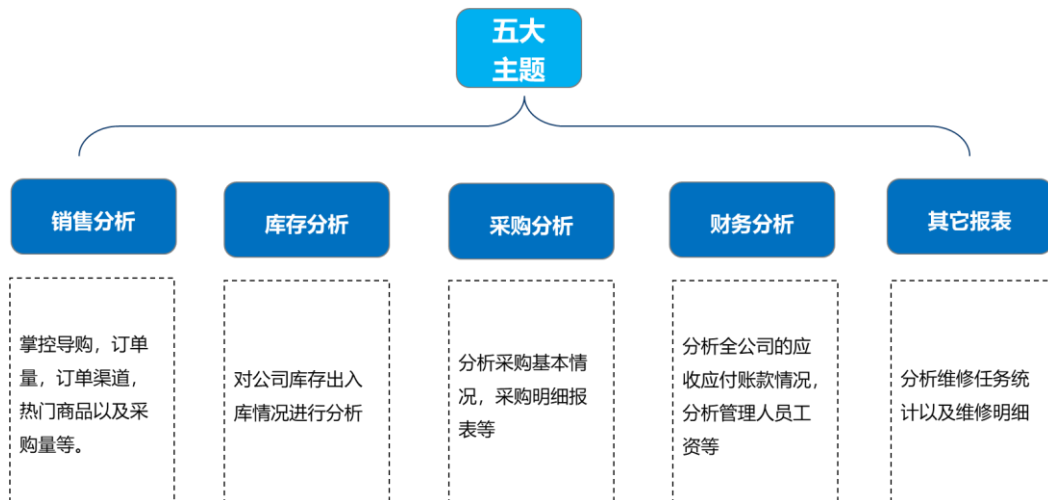 五大
主题
销售分析
库存分析
采购分析
财务分析
其它报表
掌控导购，订单
量，订单渠道，
热门商品以及采
购量等。
对公司库存出入
库情况进行分析
分析采购基本情
况，采购明细报
表等
分析全公司的应
收应付账款情况，
分析管理人员工
资等
分析维修任务统
计以及维修明细